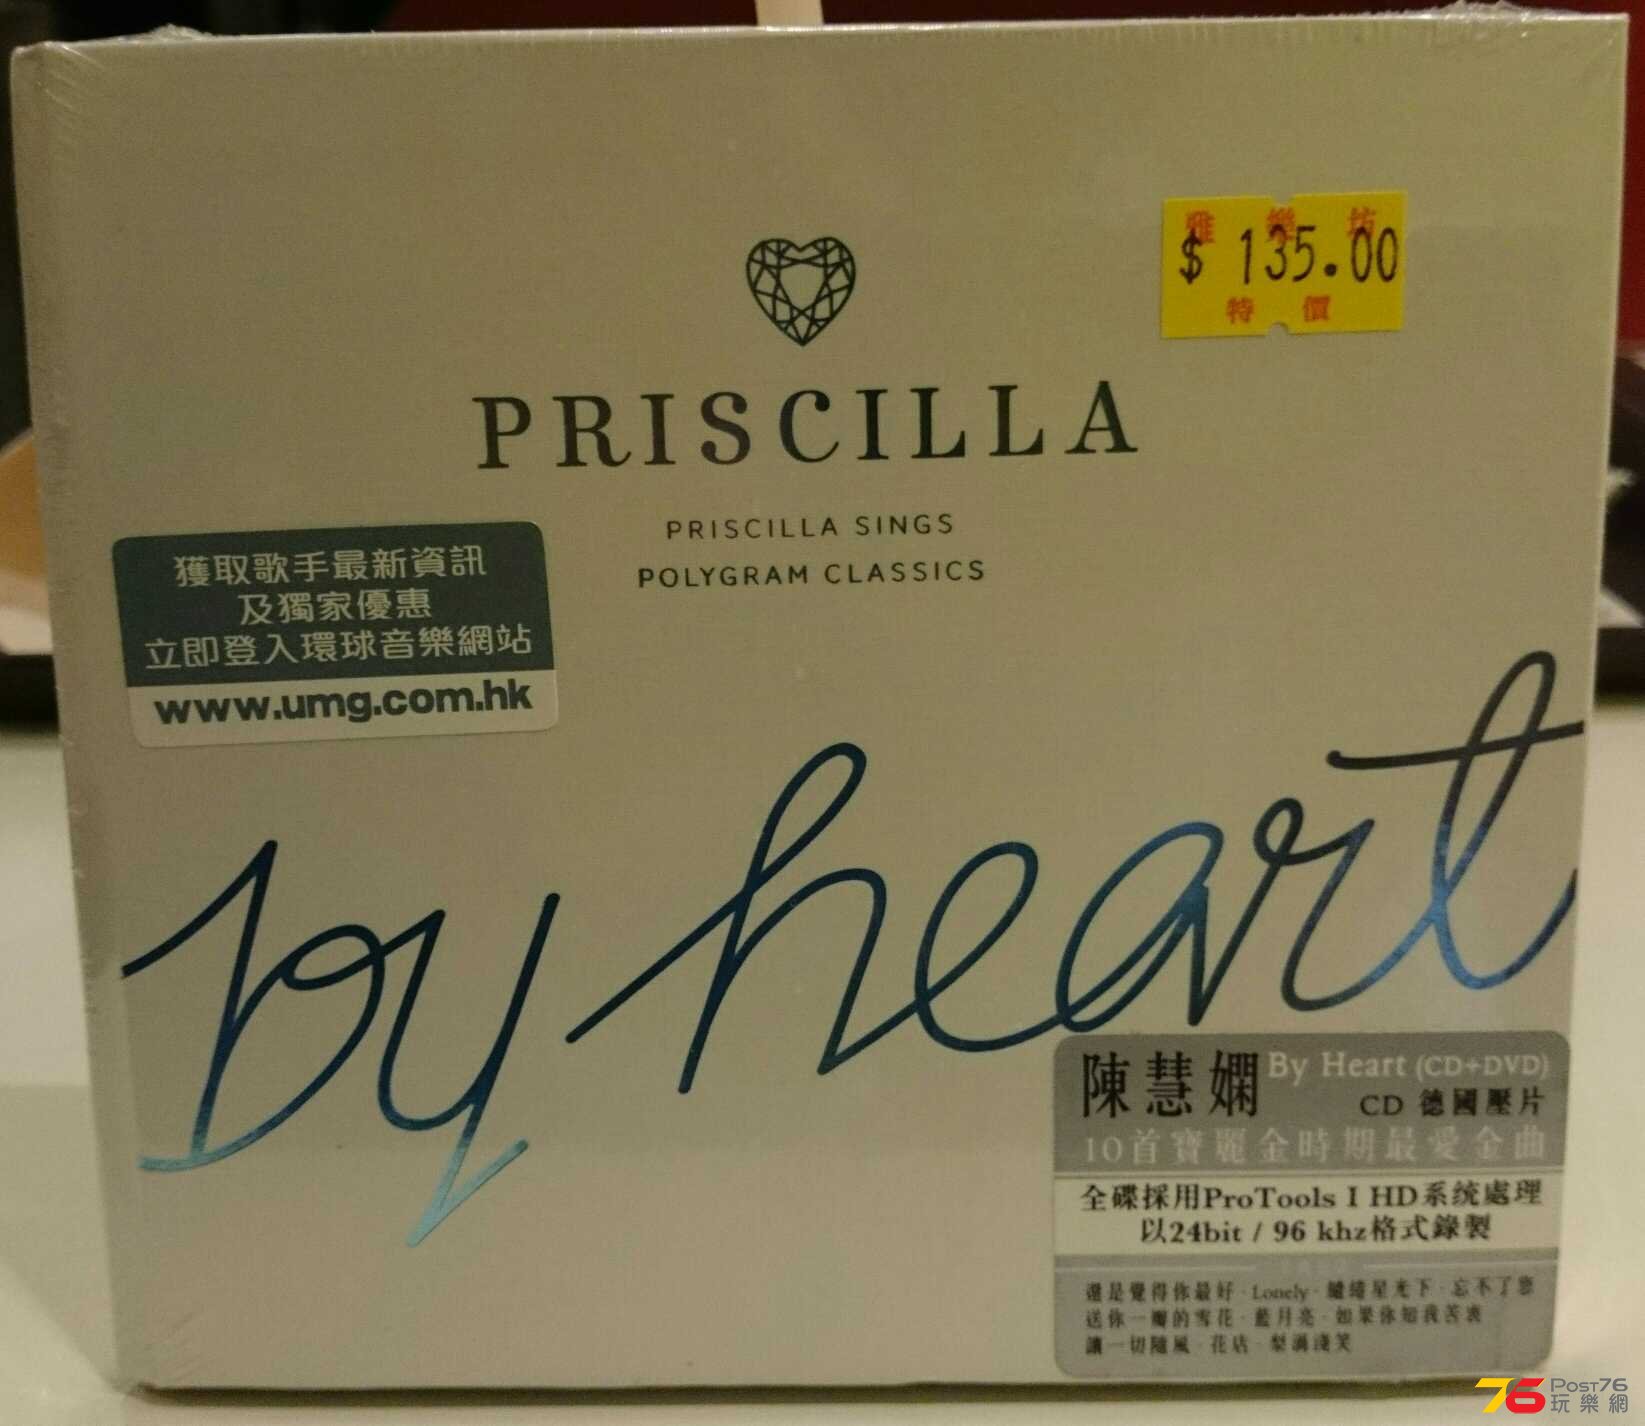 雅樂坊
$ 135.00
特價
PRISCILLA
PRISCILLA SINGS
POLYGRAM CLASSICS
獲取歌手最新資訊
及獨家優惠
立即登入環球音樂網站
www.umg.com.hk
by heart
陳慧嫻 By Heart (CD+DVD)
CD 德國壓片
10首寶麗金時期最愛金曲
全碟採用ProTools I HD系統處理
以24bit / 96 khz格式錄製
還是覺得你最好 · Lonely · 繾綣星光下 · 忘不了您
送你一瓣的雪花 · 藍月亮 · 如果你知我苦衷
讓一切隨風 · 花店 · 梨渦淺笑
76 POST76
玩樂網